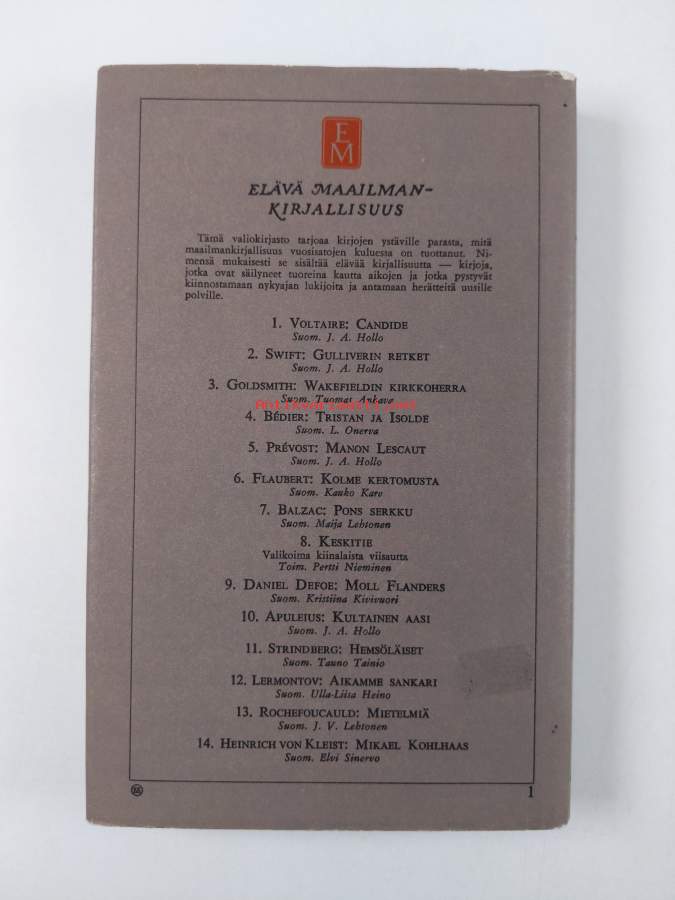 E
M
ELÄVÄ MAAILMAN-
KIRJALLISUUS
Tämä valiokirjasto tarjoaa kirjojen ystäville parasta, mitä
maailmankirjallisuus vuosisatojen kuluessa on tuottanut. Ni-
mensä mukaisesti se sisältää elävää kirjallisuutta — kirjoja,
jotka ovat säilyneet tuoreina kautta aikojen ja jotka pystyvät
kiinnostamaan nykyajan lukijoita ja antamaan herätteitä uusille
polville.
1. VOLTAIRE: CANDIDE
Suom. J. A. Hollo
2. SWIFT: GULLIVERIN RETKET
Suom. J. A. Hollo
3. GOLDSMITH: WAKEFIELDIN KIRKKOHERRA
Suom. Tuomas Anhava
4. BÉDIER: TRISTAN JA ISOLDE
Suom. L. Onerva
5. PRÉVOST: MANON LESCAUT
Suom. J. A. Hollo
6. FLAUBERT: KOLME KERTOMUSTA
Suom. Kauko Kare
7. BALZAC: PONS SERKKU
Suom. Maija Lehtonen
8. KESKITIE
Valikoima kiinalaista viisautta
Toim. Pertti Nieminen
9. DANIEL DEFOE: MOLL FLANDERS
Suom. Kristiina Kivivuori
10. APULEIUS: KULTAINEN AASI
Suom. J. A. Hollo
11. STRINDBERG: HEMSÖLÄISET
Suom. Tauno Tainio
12. LERMONTOV: AIKAMME SANKARI
Suom. Ulla-Liisa Heino
13. ROCHEFOUCAULD: MIETELMIÄ
Suom. J. V. Lehtonen
14. HEINRICH VON KLEIST: MIKAEL KOHLHAAS
Suom. Elvi Sinervo
1